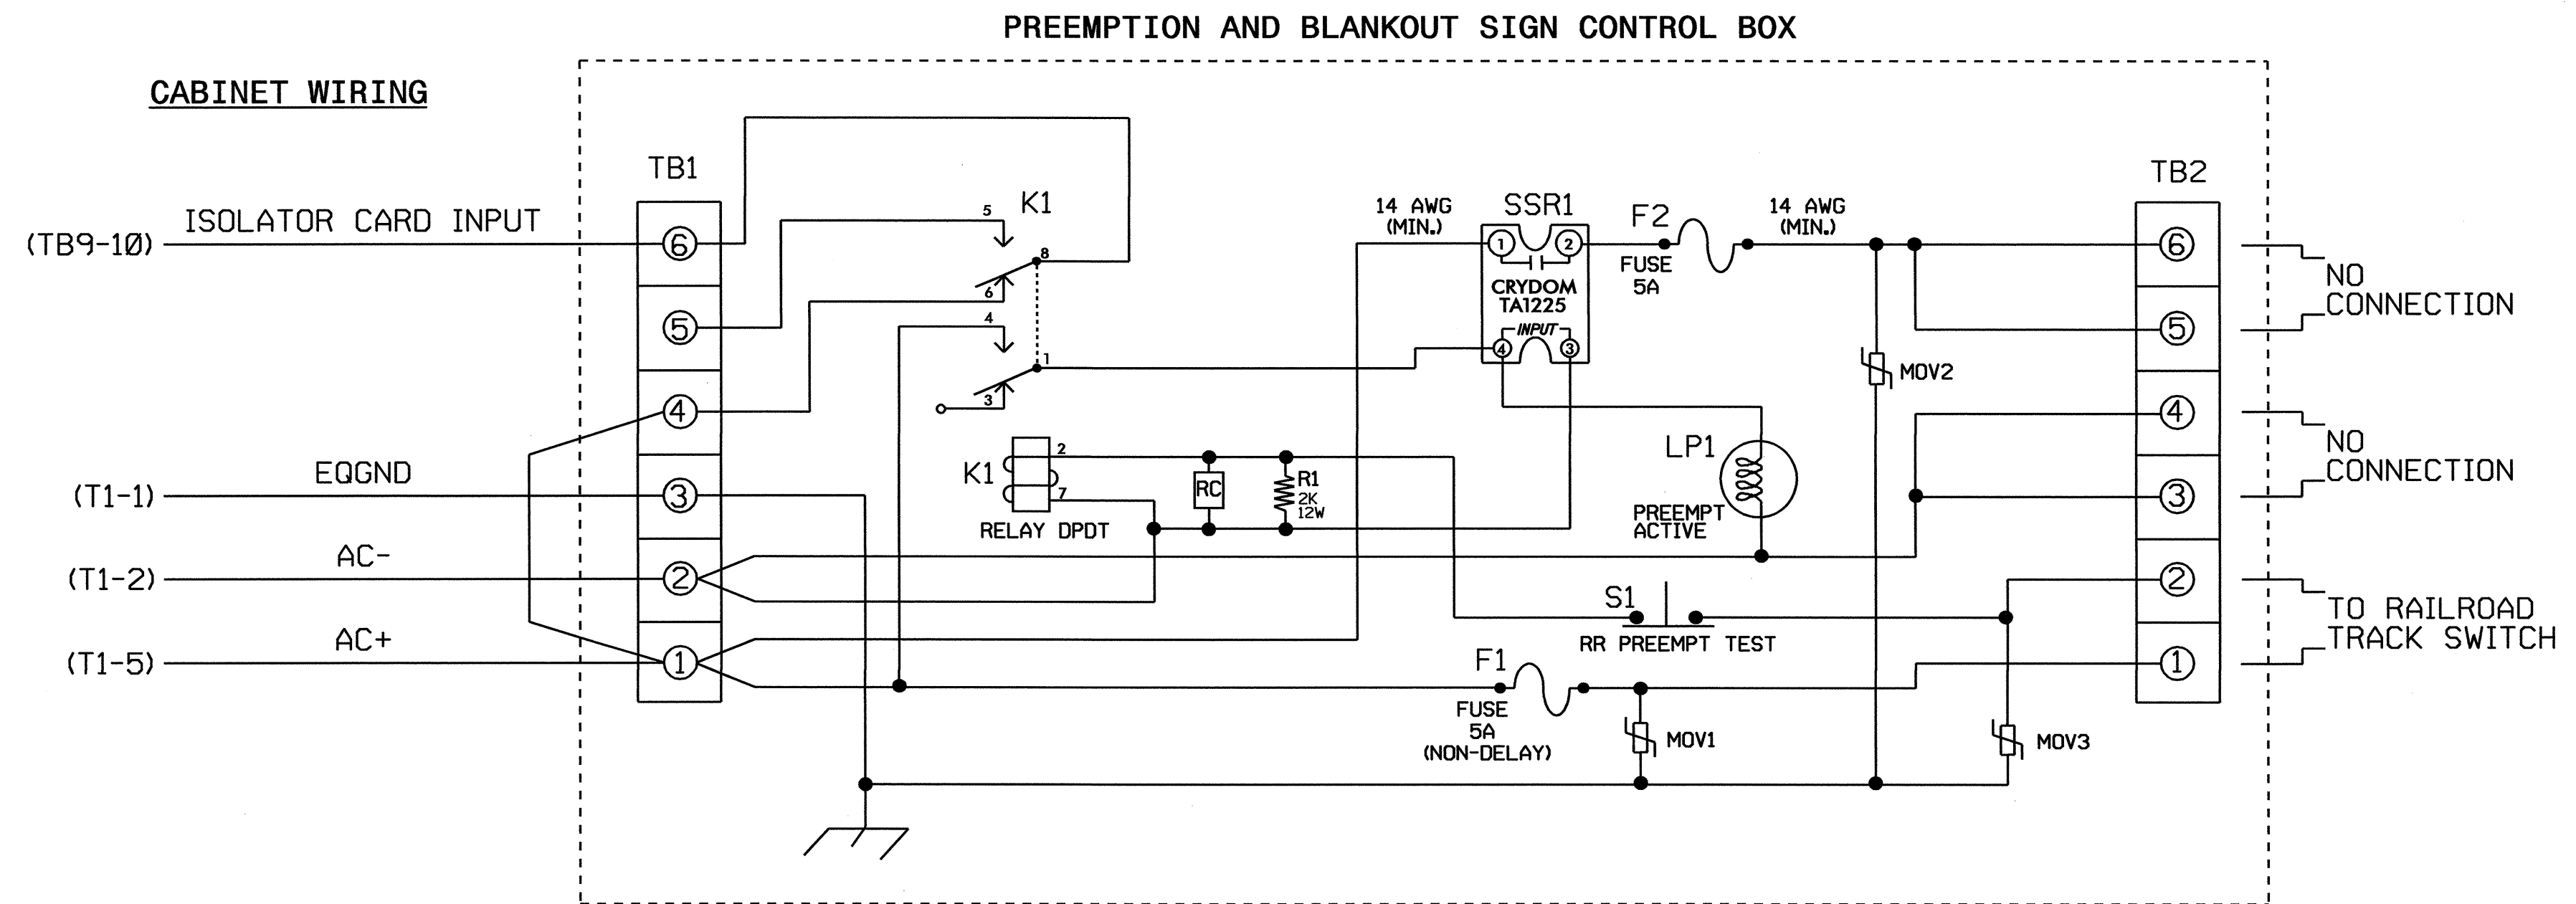 PREEMPTION AND BLANKOUT SIGN CONTROL BOX
CABINET WIRING
TB1
TB2
(TB9-10)
ISOLATOR CARD INPUT
6
5
4
3
2
1
EQGND
(T1-1)
AC-
(T1-2)
AC+
(T1-5)
K1
5
8
6
4
1
3
K1
2
7
RELAY DPDT
RC
R1
2K
12W
14 AWG
(MIN.)
SSR1
1
2
CRYDOM
TA1225
INPUT
4
3
F2
FUSE
5A
14 AWG
(MIN.)
MOV2
LP1
PREEMPT
ACTIVE
S1
RR PREEMPT TEST
F1
FUSE
5A
(NON-DELAY)
MOV1
MOV3
6
5
4
3
2
1
NO
CONNECTION
NO
CONNECTION
TO RAILROAD
TRACK SWITCH